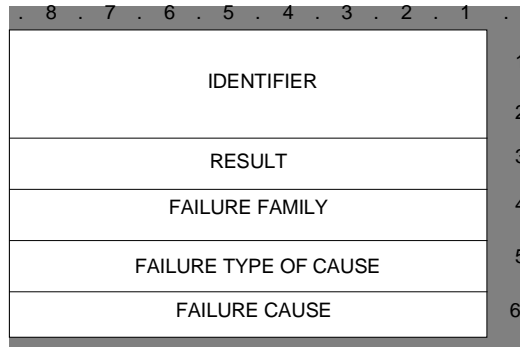 . 8 . 7 . 6 . 5 . 4 . 3 . 2 . 1 .
IDENTIFIER
1
2
RESULT
3
FAILURE FAMILY
4
FAILURE TYPE OF CAUSE
5
FAILURE CAUSE
6